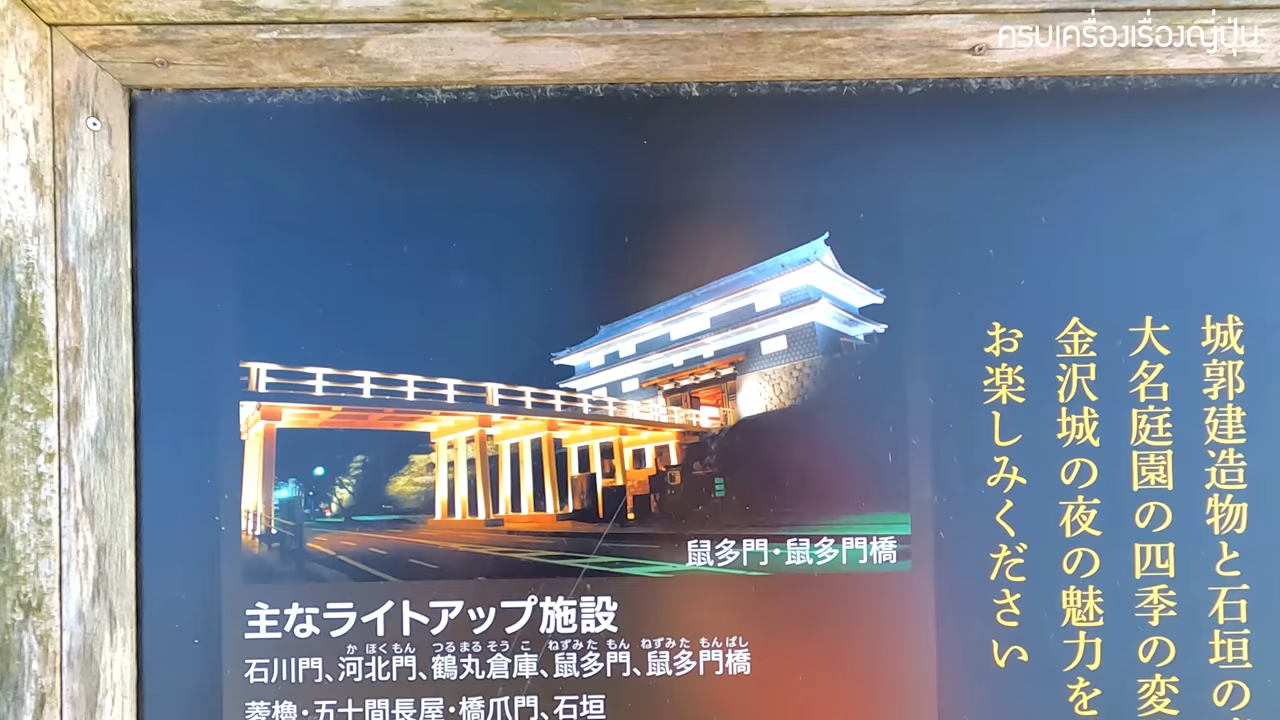 ครบเครื่องเรื่องญี่ปุ่น
城郭建造物と石垣の
大名庭園の四季の変
金沢城の夜の魅力を
お楽しみください
鼠多門・鼠多門橋
主なライトアップ施設
か ほくもん つるまる そう こ ねずみた もん ねずみた もんばし
石川門、河北門、鶴丸倉庫、鼠多門、鼠多門橋
菱櫓・五十間長屋・橋爪門、石垣